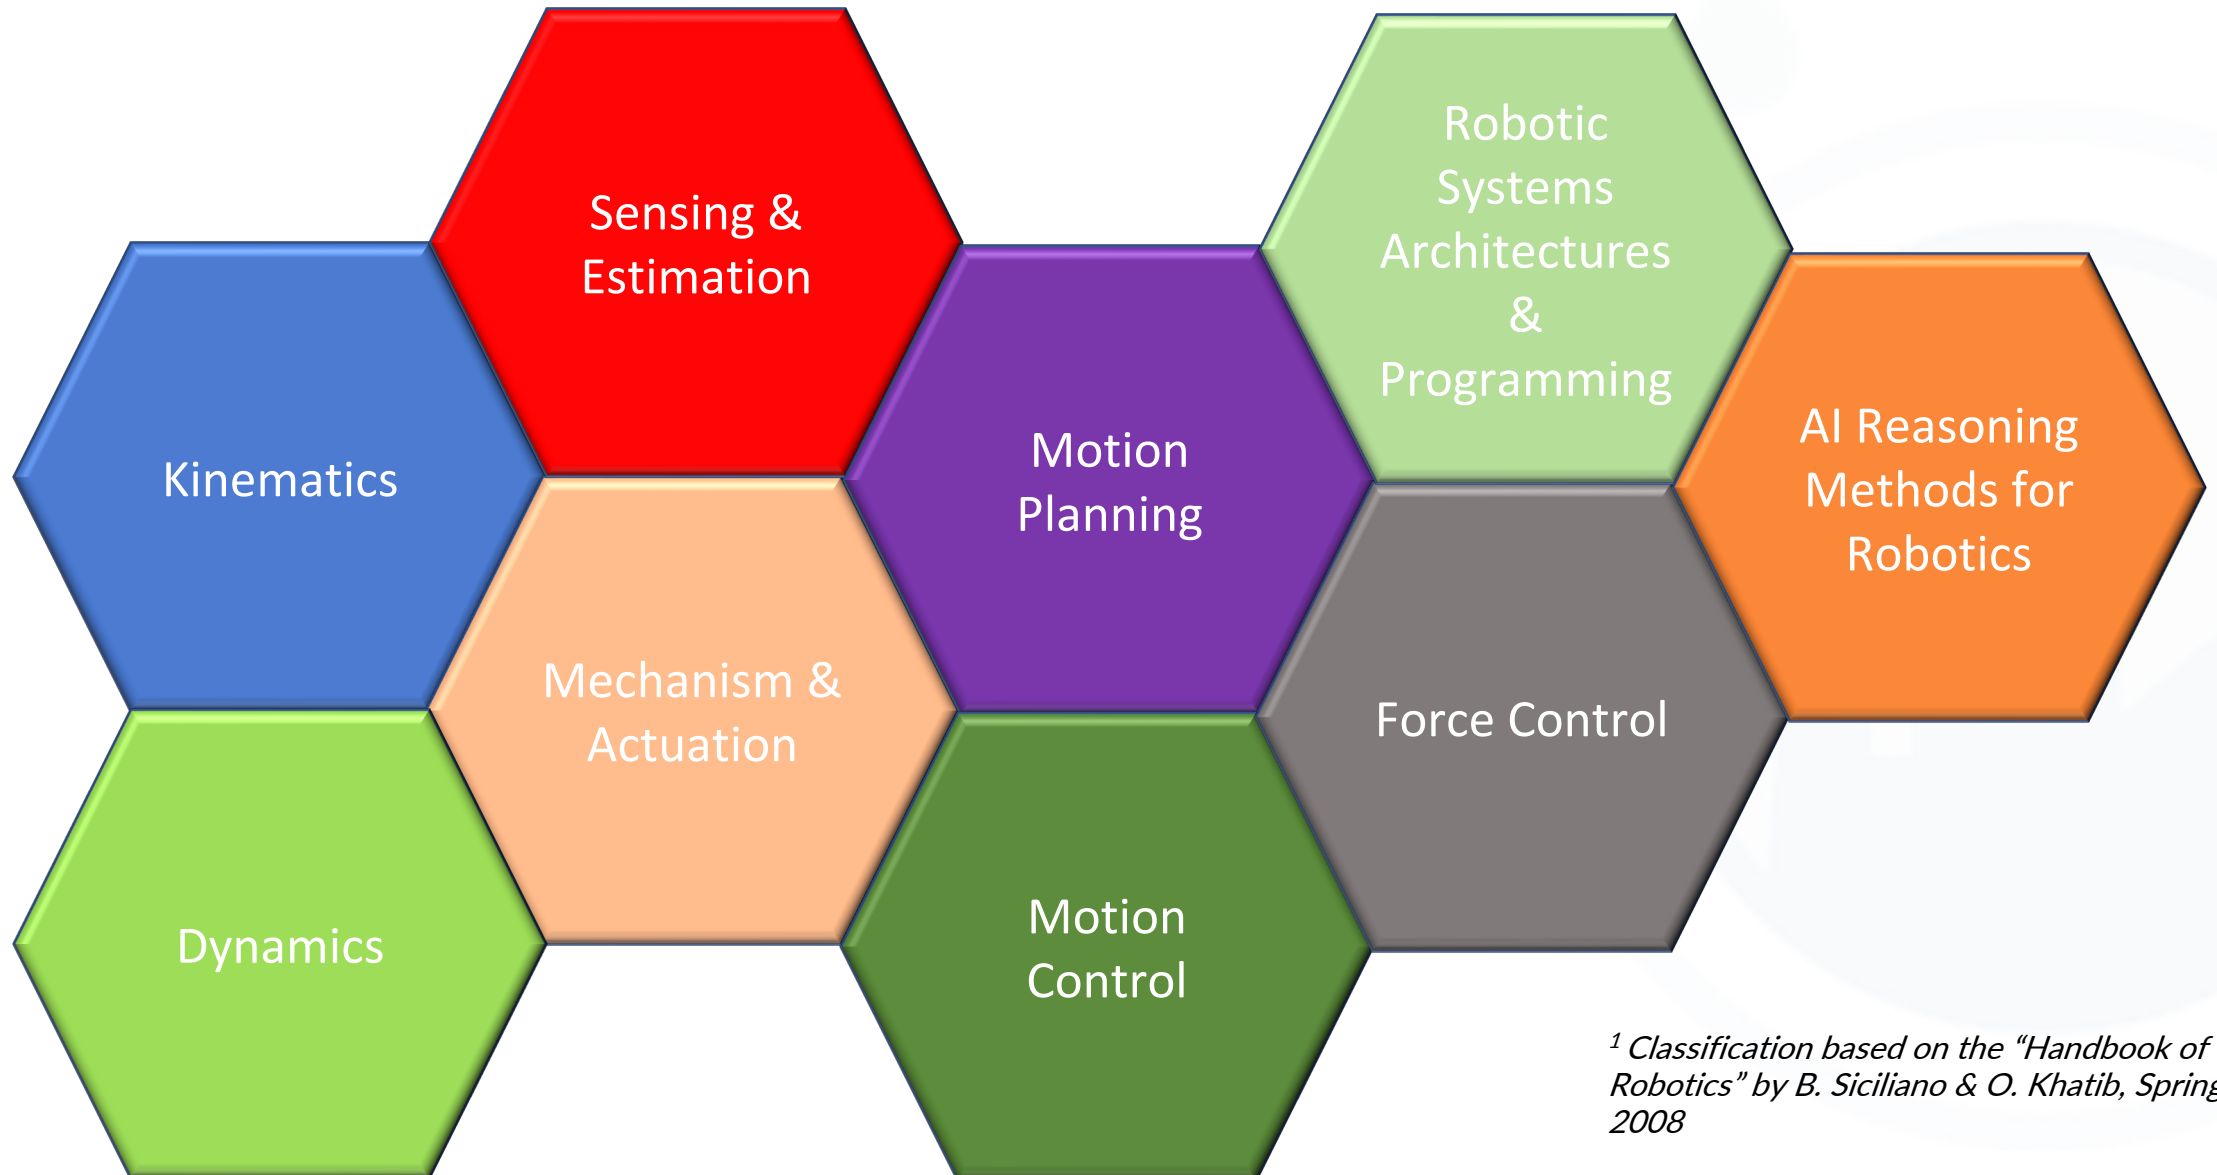 Sensing &
Estimation
Robotic
Systems
Architectures
&
Programming
Kinematics
Motion
Planning
AI Reasoning
Methods for
Robotics
Mechanism &
Actuation
Force Control
Dynamics
Motion
Control
1 Classification based on the “Handbook of
Robotics” by B. Siciliano & O. Khatib, Spring
2008